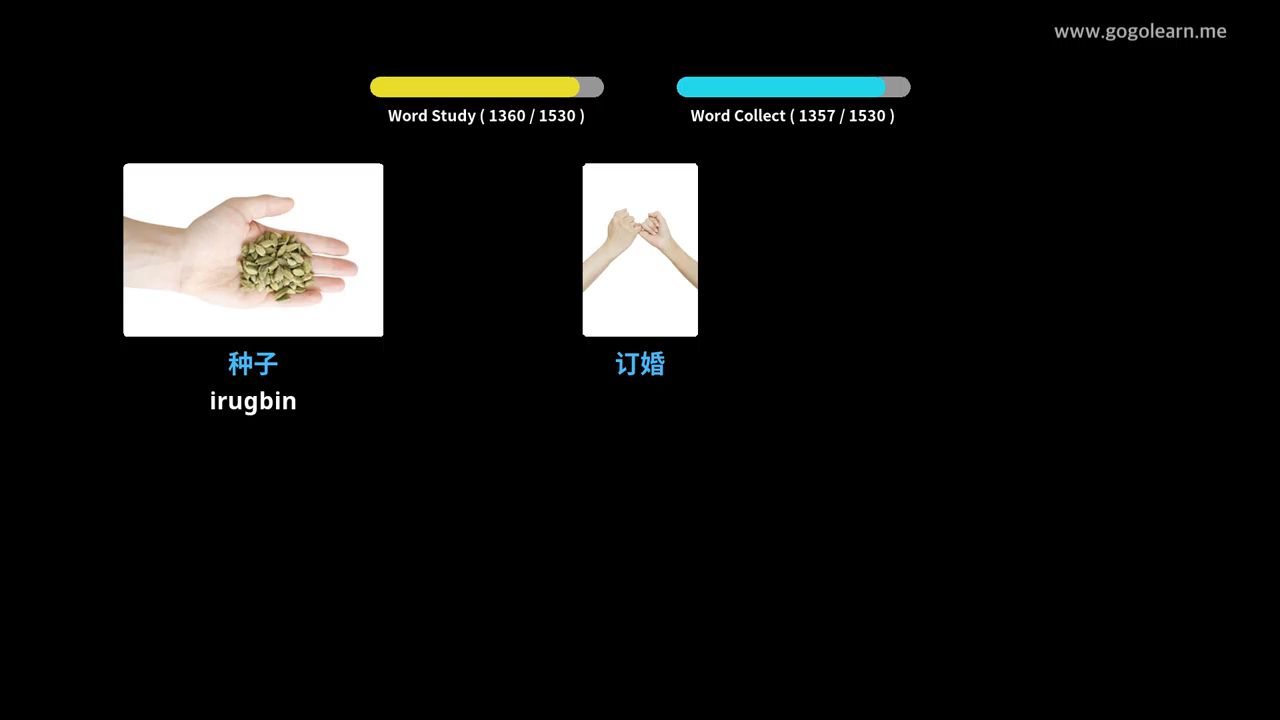 www.gogolearn.me
Word Study ( 1360 / 1530 )
Word Collect ( 1357 / 1530 )
种子
irugbin
订婚